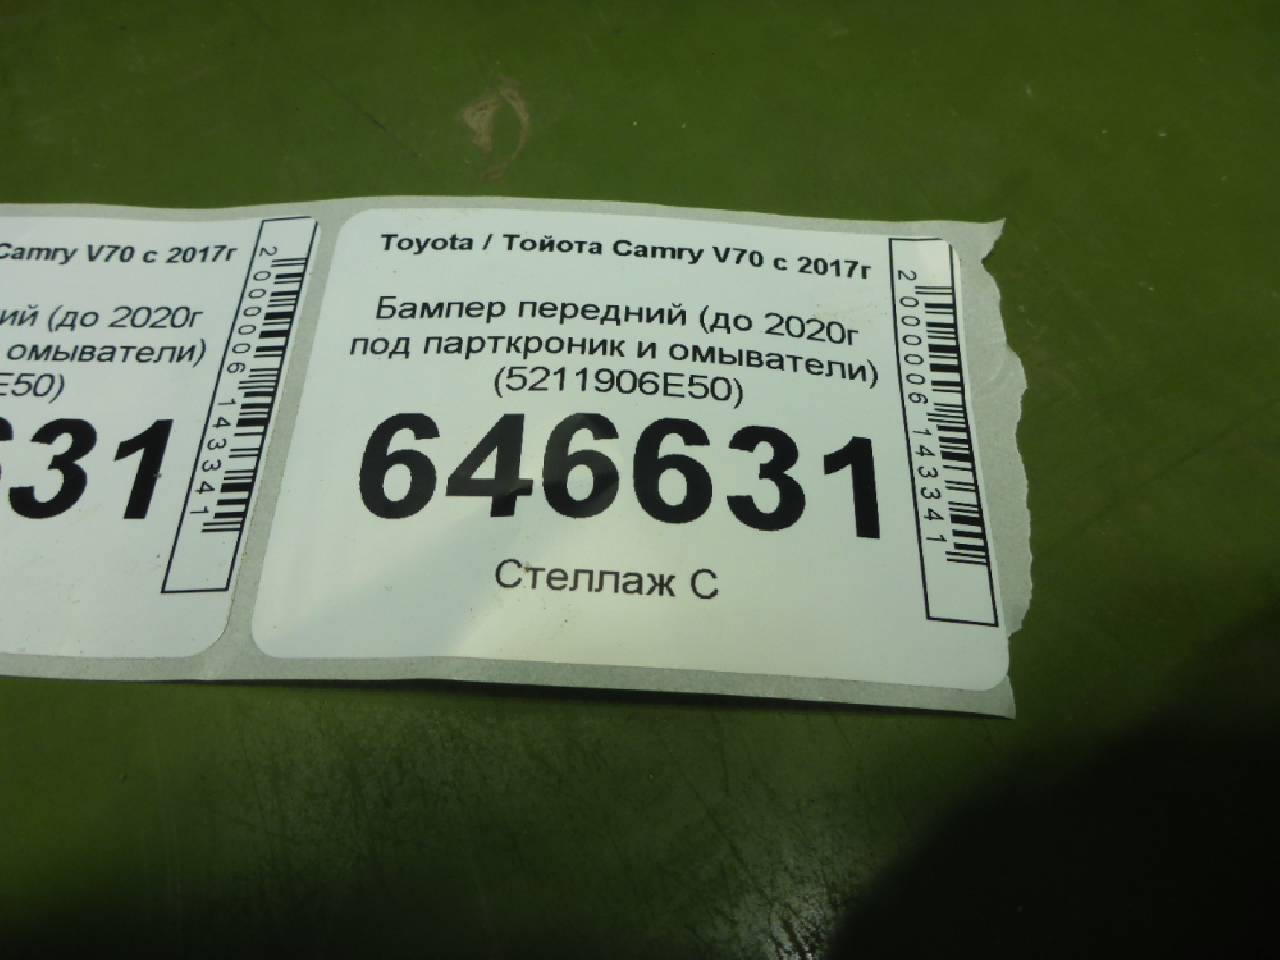 Camry V70 с 2017г
ий (до 2020г
омыватели)
E50)
631
2000006143341
Toyota / Тойота Camry V70 с 2017г
Бампер передний (до 2020г
под парткроник и омыватели)
(5211906E50)
646631
Стеллаж С
2000006143341